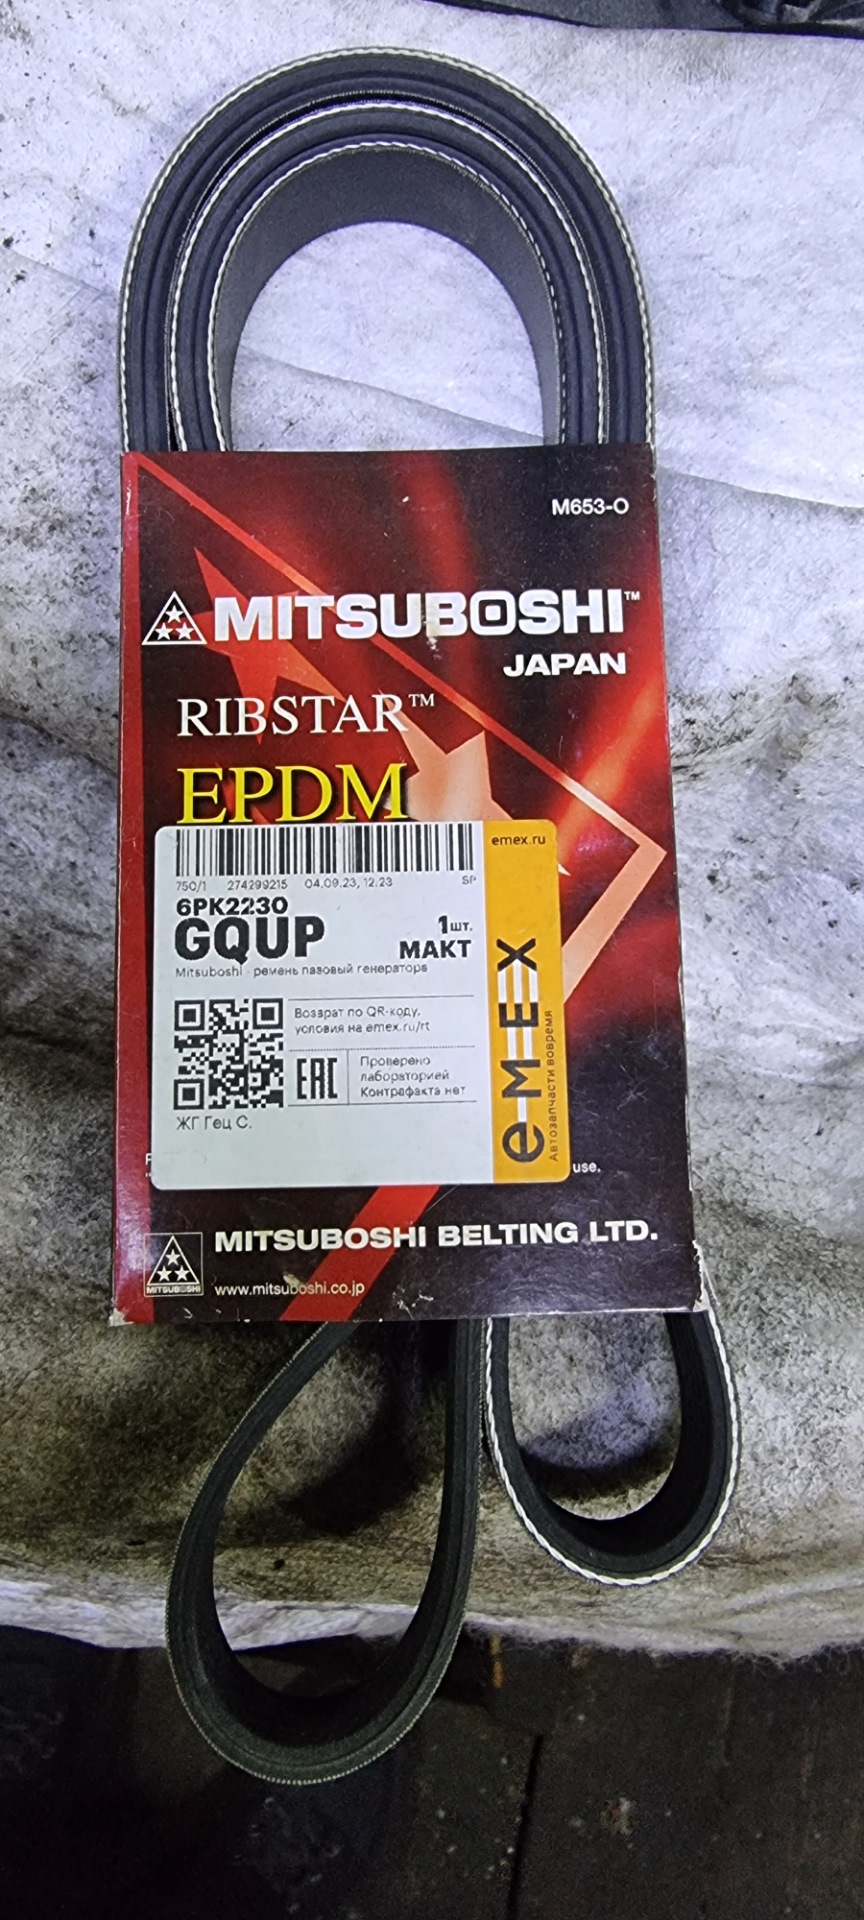 M653-O
MITSUBOSHI™
JAPAN
RIBSTAR™
EPDM
emex.ru
750/1 274299215 04.09.23, 12.23 SP
6PK2230
GQUP
1шт.
МАКТ
Mitsuboshi · ремень пазовый генератора
Возврат по QR-коду,
условия на emex.ru/rt
EAC
Проверено
лабораторией
Контрафакта нет
ЖГ Гец С.
e-M-EX
Автозапчасти вовремя
use.
MITSUBOSHI BELTING LTD.
MITSUBOSHI
www.mitsuboshi.co.jp